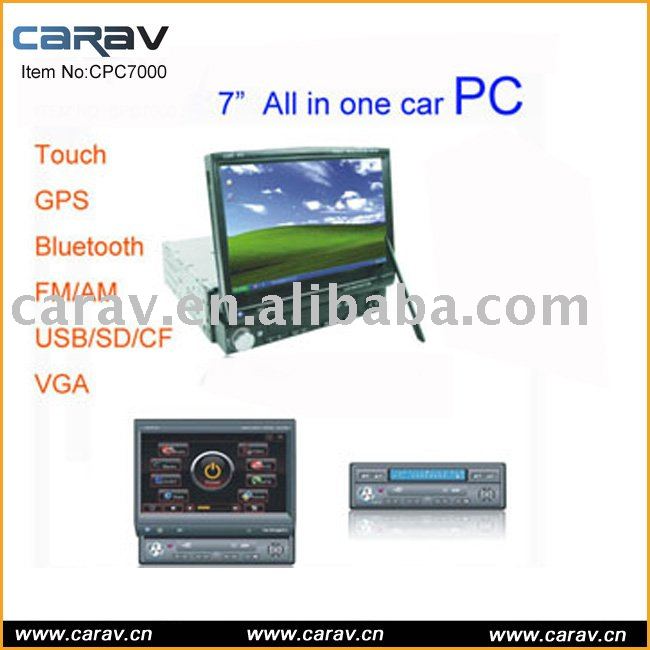 CARAV
Item No:CPC7000
7” All in one car PC
Touch
GPS
Bluetooth
FM/AM
USB/SD/CF
VGA
carav.en.alibaba.com
www.carav.cn www.carav.cn www.carav.cn